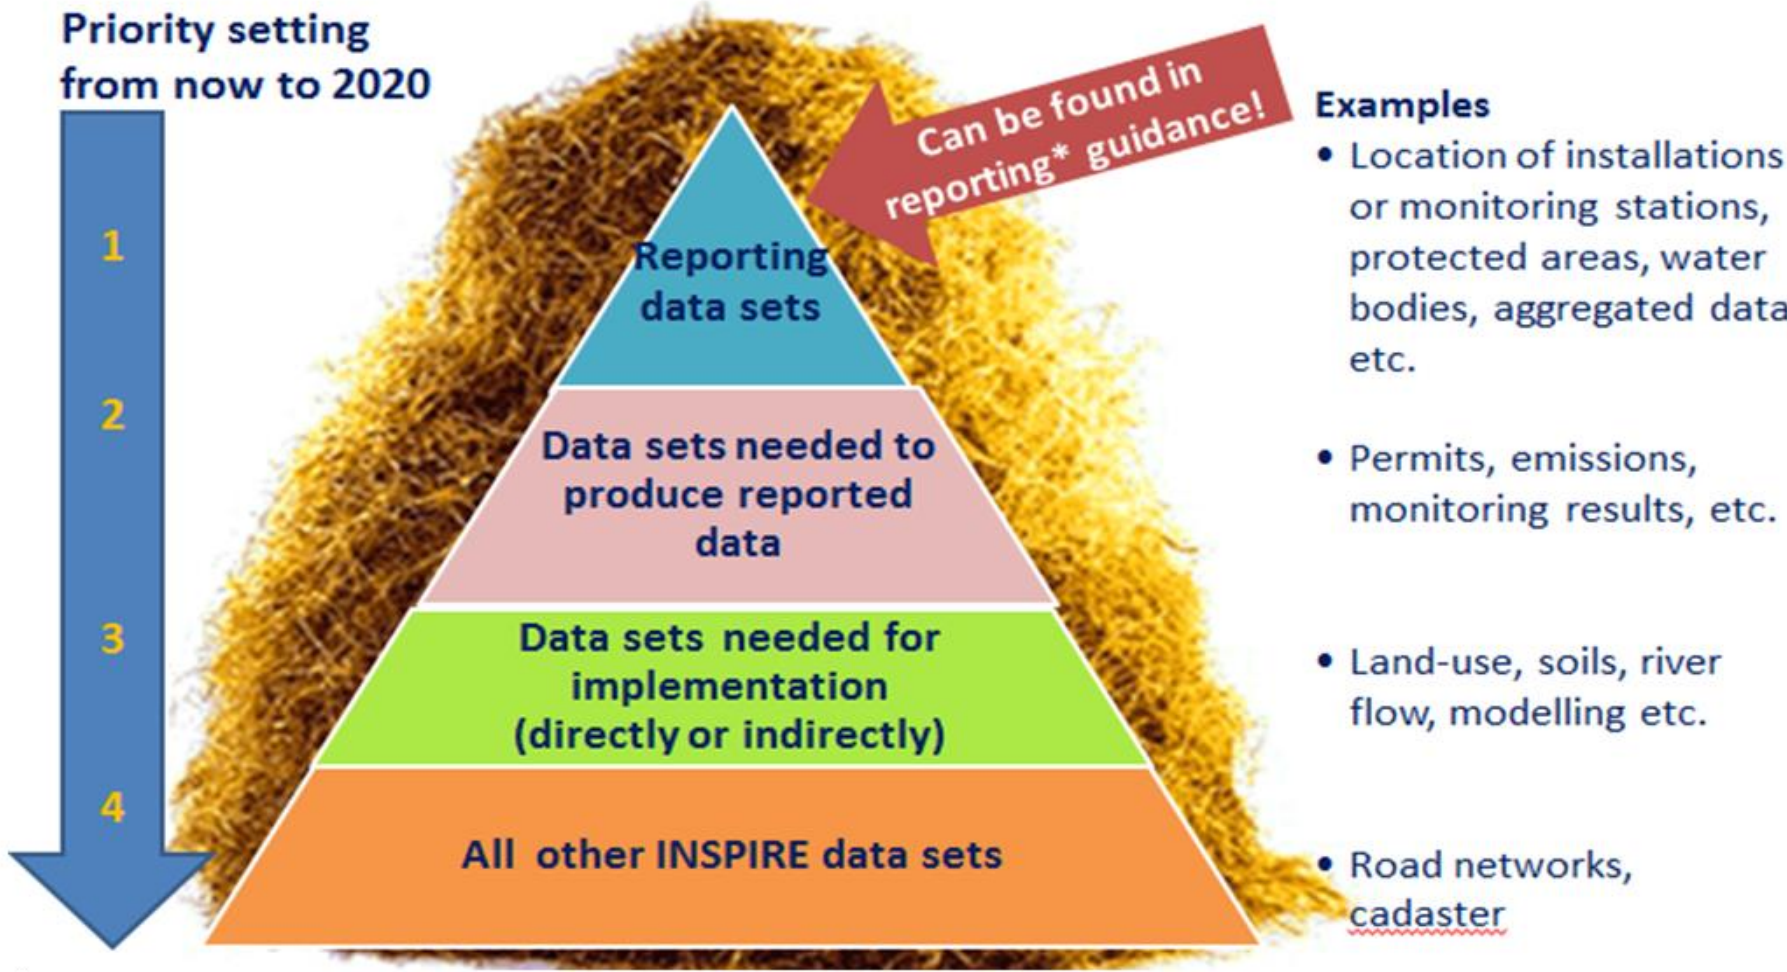 Priority setting
from now to 2020
1
2
3
4
Can be found in
reporting* guidance!
Reporting
data sets
Data sets needed to
produce reported
data
Data sets needed for
implementation
(directly or indirectly)
All other INSPIRE data sets
Examples
• Location of installations
or monitoring stations,
protected areas, water
bodies, aggregated data
etc.
• Permits, emissions,
monitoring results, etc.
• Land-use, soils, river
flow, modelling etc.
• Road networks,
cadaster